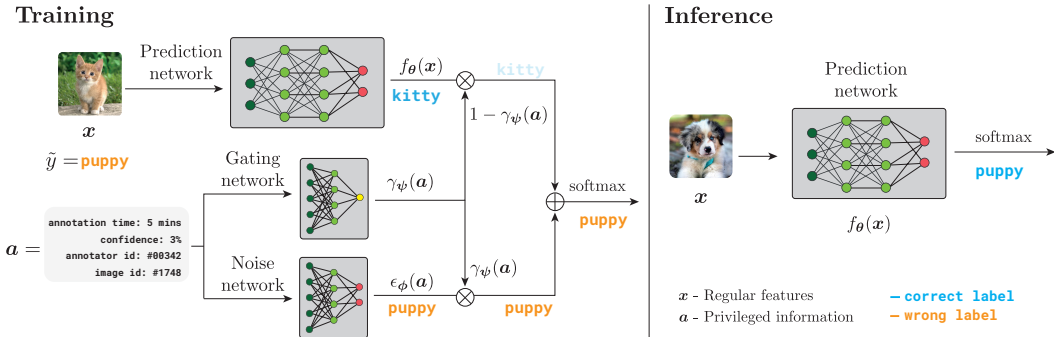 Training
Prediction
network
x
ỹ = puppy
f_θ(x)
kitty
kitty
1 − γ_ψ(a)
Gating
network
γ_ψ(a)
softmax
puppy
a =
annotation time: 5 mins
confidence: 3%
annotator id: #00342
image id: #1748
Noise
network
ϵ_ϕ(a)
puppy
γ_ψ(a)
puppy
Inference
Prediction
network
x
f_θ(x)
softmax
puppy
x - Regular features
a - Privileged information
– correct label
– wrong label